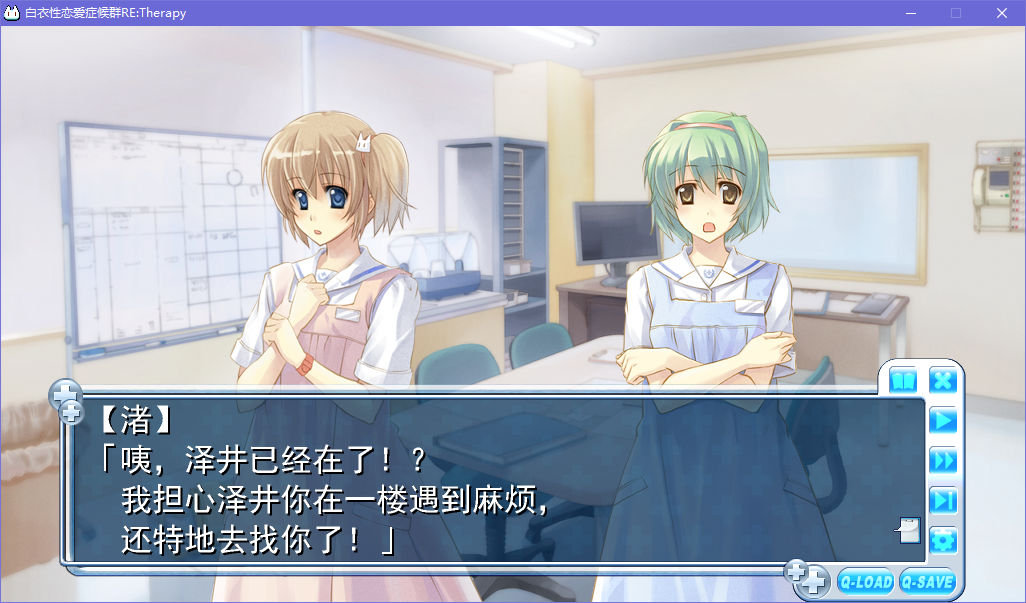 白衣性恋爱症候群RE:Therapy
【渚】
「咦，泽井已经在了！？
我担心泽井你在一楼遇到麻烦，
还特地去找你了！」
Q-LOAD Q-SAVE